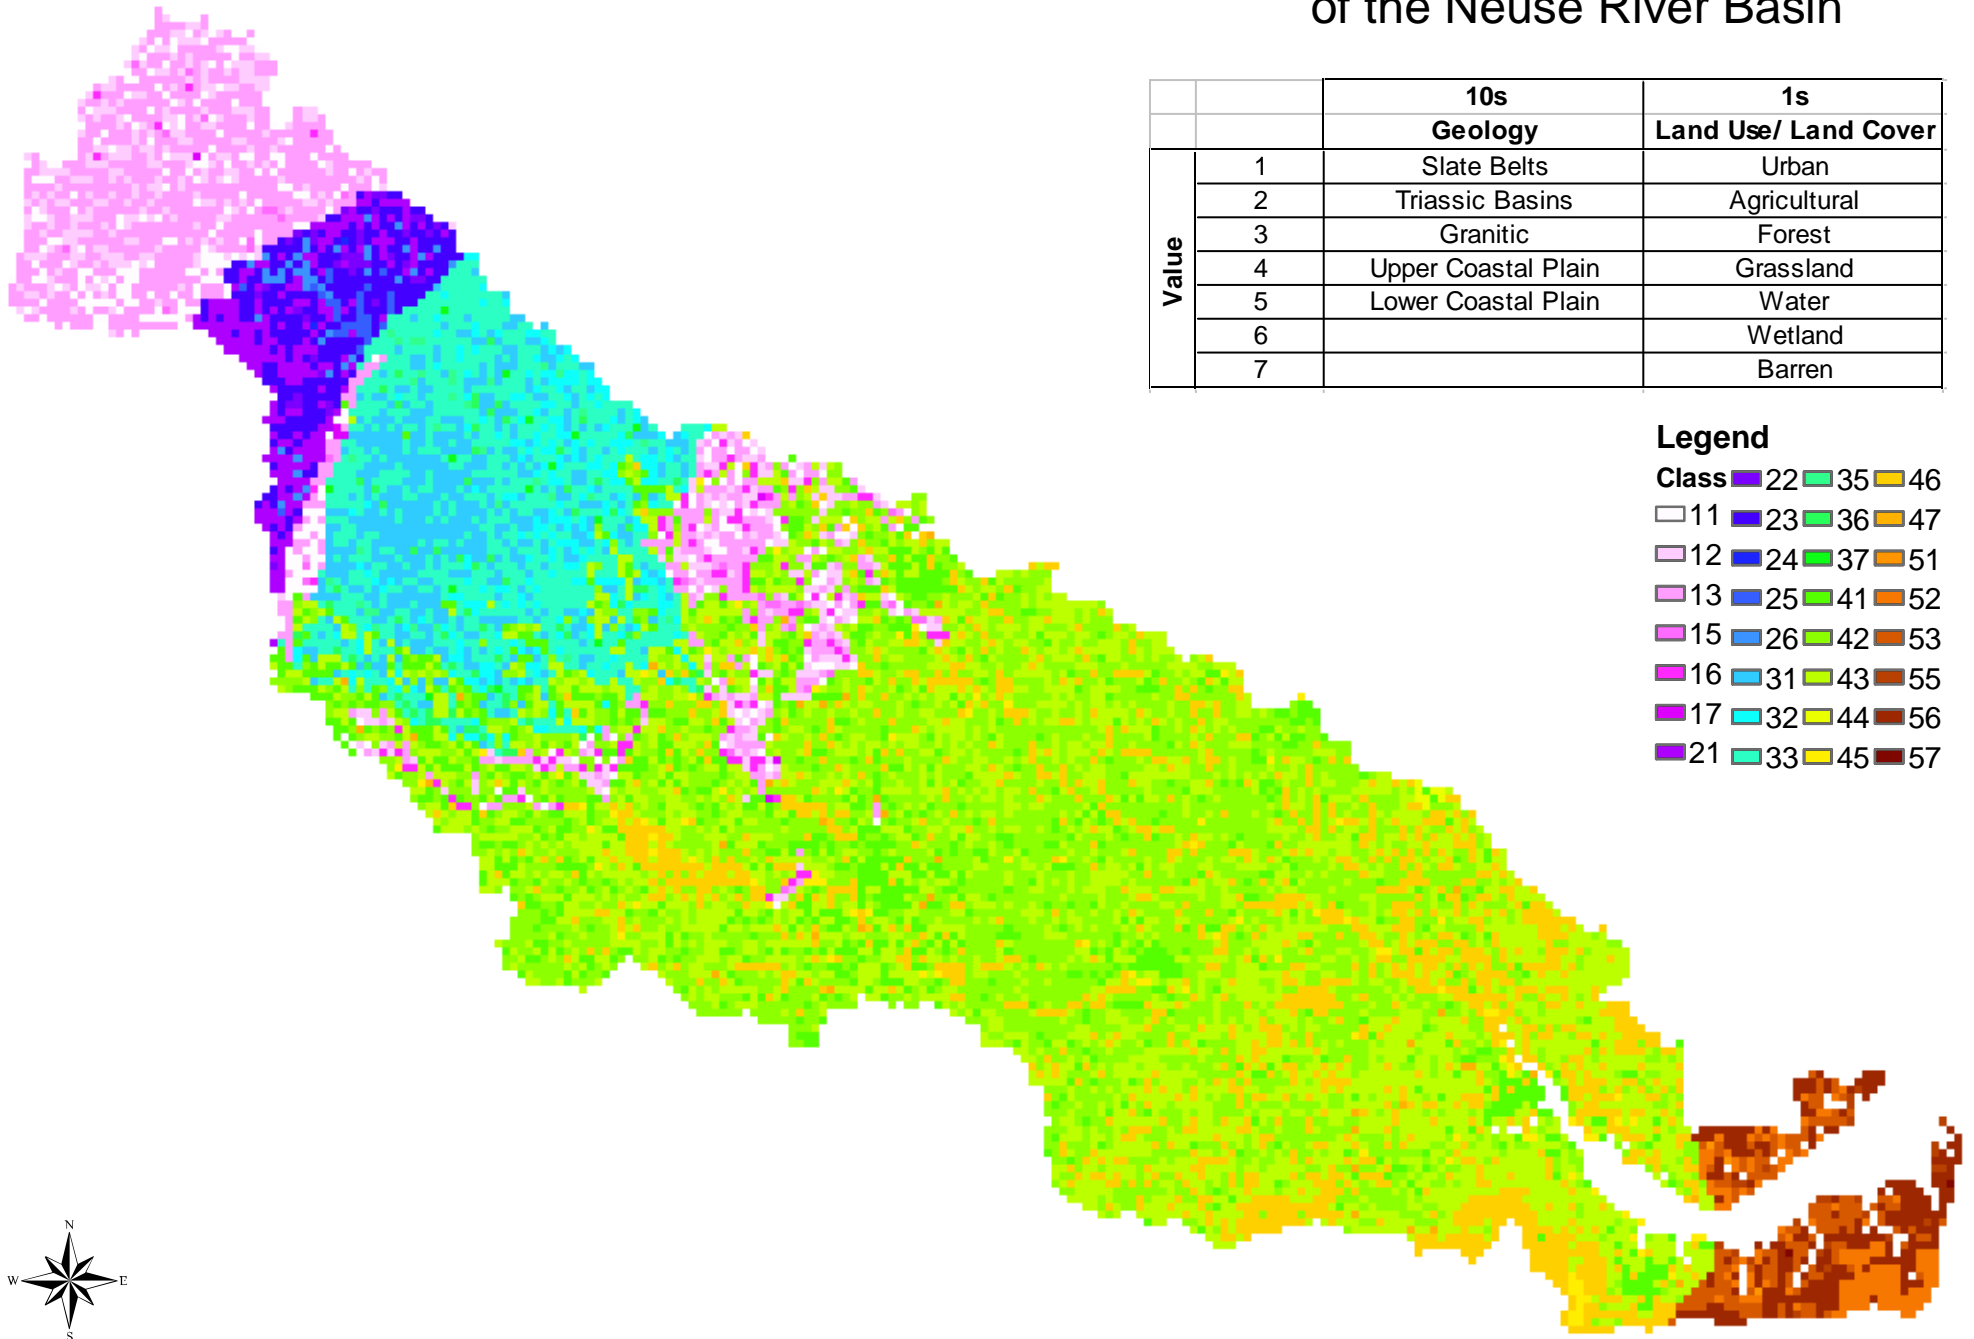 of the Neuse River Basin
10s 1s
Geology Land Use/ Land Cover
Value
1 Slate Belts Urban
2 Triassic Basins Agricultural
3 Granitic Forest
4 Upper Coastal Plain Grassland
5 Lower Coastal Plain Water
6 Wetland
7 Barren
Legend
Class 22 35 46
11 23 36 47
12 24 37 51
13 25 41 52
15 26 42 53
16 31 43 55
17 32 44 56
21 33 45 57
N
W E
S